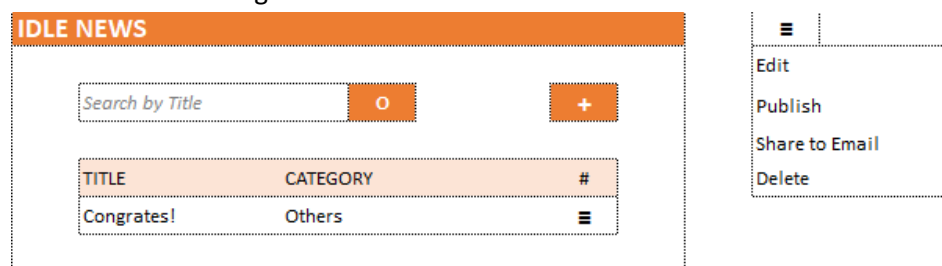 IDLE NEWS
Search by Title O +
TITLE CATEGORY #
Congrates! Others ≡
≡
Edit
Publish
Share to Email
Delete